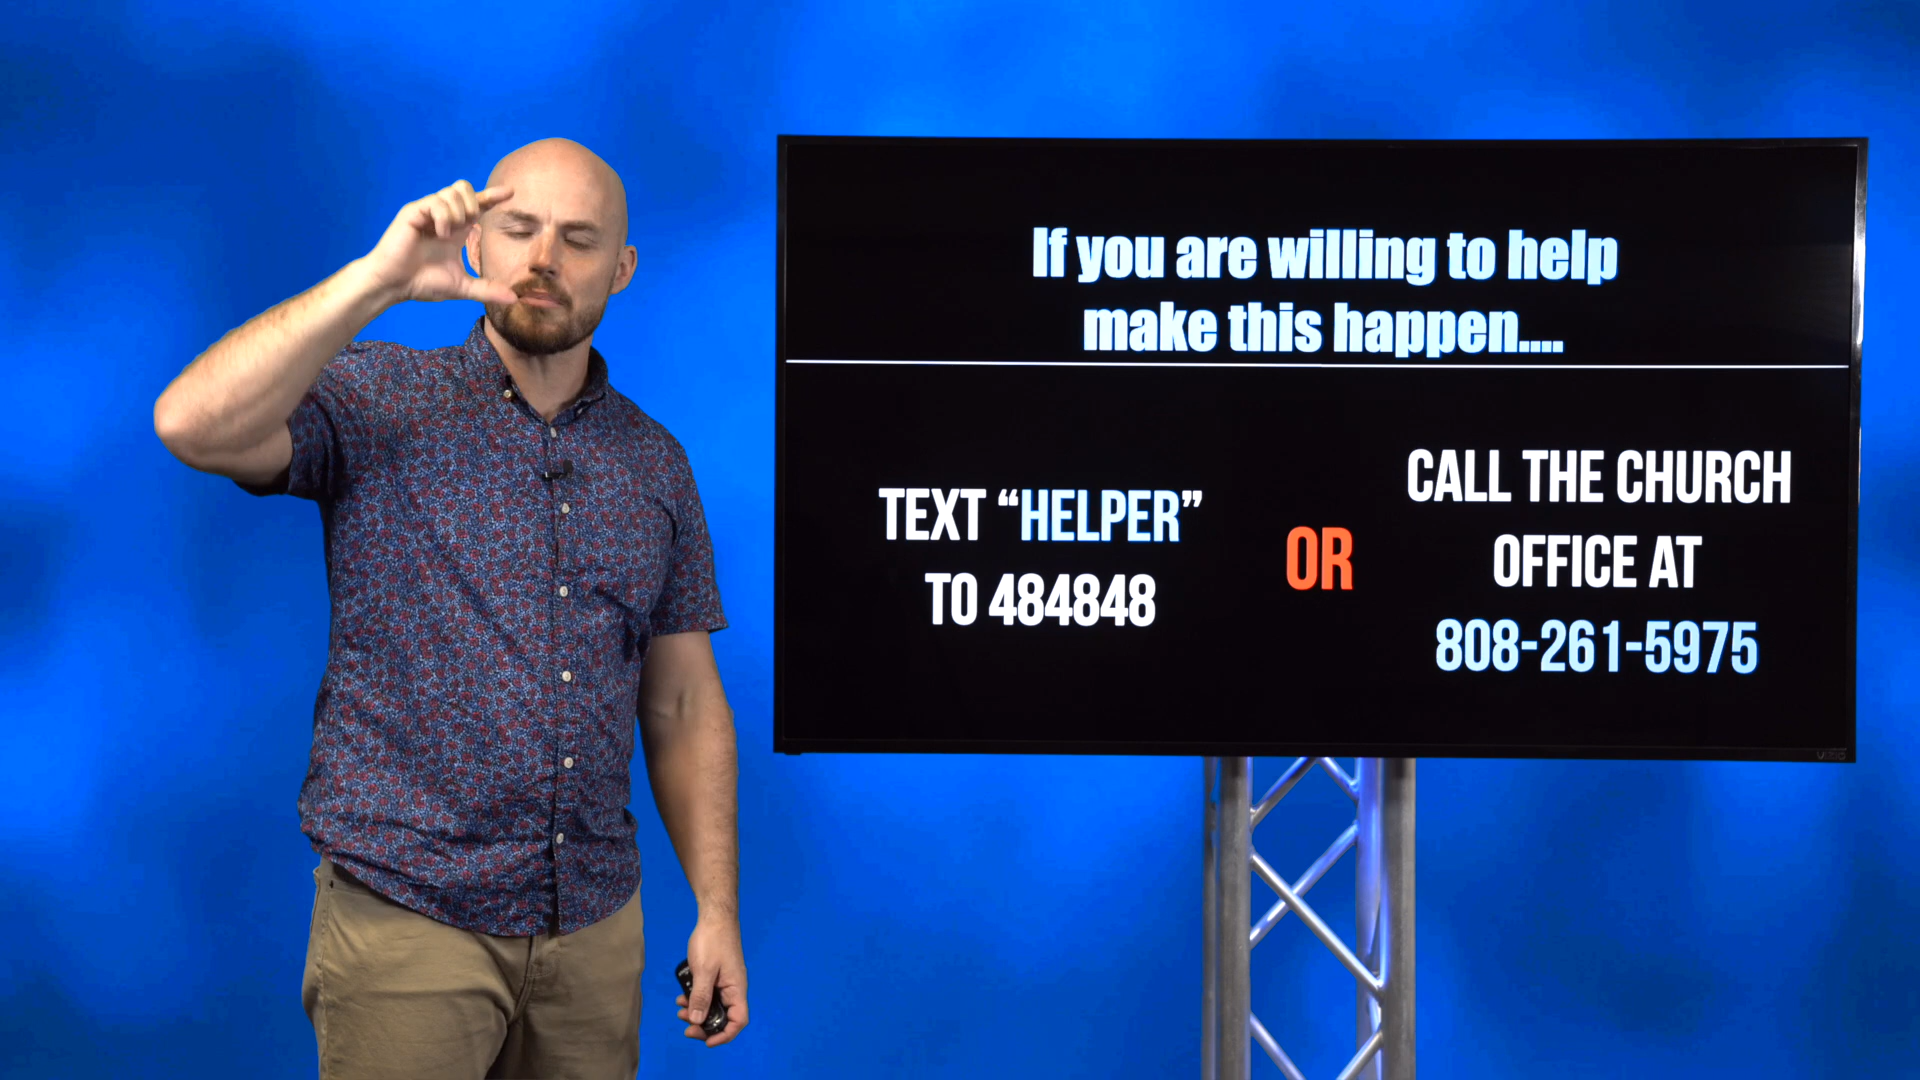 If you are willing to help
make this happen....
TEXT “HELPER”
TO 484848
OR
CALL THE CHURCH
OFFICE AT
808-261-5975
VIZIO